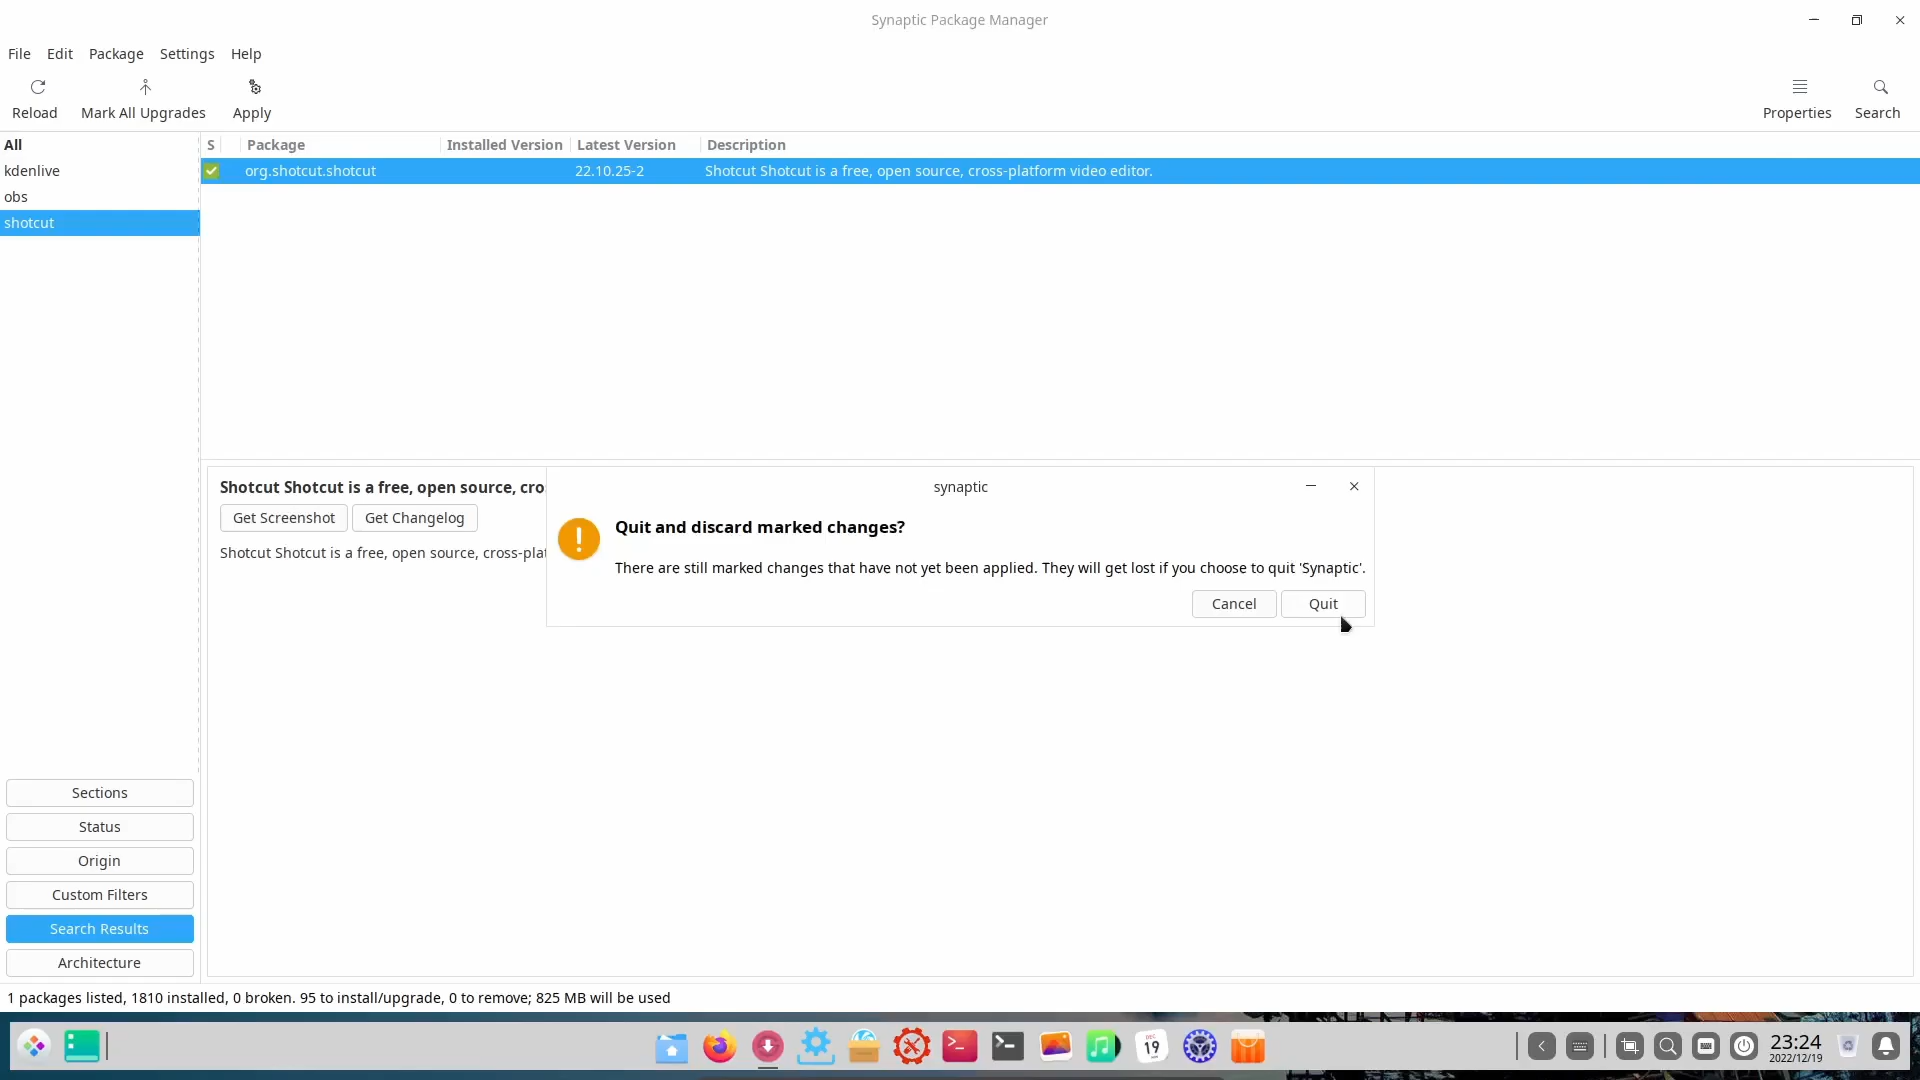 Synaptic Package Manager
File Edit Package Settings Help
Reload Mark All Upgrades Apply Properties Search
All
kdenlive
obs
shotcut
S Package Installed Version Latest Version Description
org.shotcut.shotcut 22.10.25-2 Shotcut Shotcut is a free, open source, cross-platform video editor.
Shotcut Shotcut is a free, open source, cro
Get Screenshot Get Changelog
Shotcut Shotcut is a free, open source, cross-plat
synaptic
Quit and discard marked changes?
There are still marked changes that have not yet been applied. They will get lost if you choose to quit 'Synaptic'.
Cancel Quit
Sections
Status
Origin
Custom Filters
Search Results
Architecture
1 packages listed, 1810 installed, 0 broken. 95 to install/upgrade, 0 to remove; 825 MB will be used
DEC
19
23:24
2022/12/19